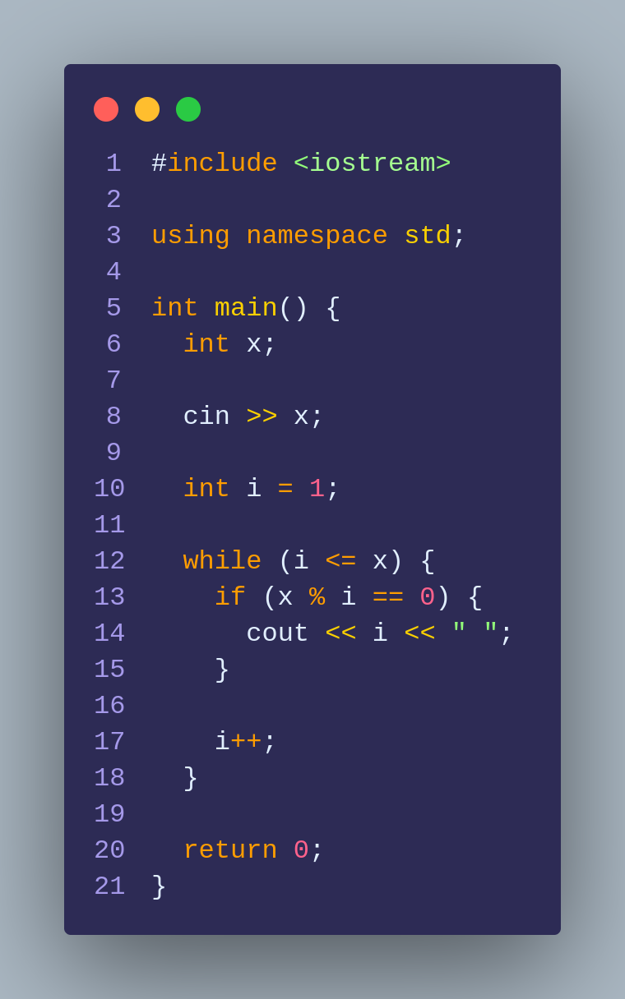 1 #include <iostream>
2
3 using namespace std;
4
5 int main() {
6   int x;
7
8   cin >> x;
9
10   int i = 1;
11
12   while (i <= x) {
13     if (x % i == 0) {
14       cout << i << " ";
15     }
16
17     i++;
18   }
19
20   return 0;
21 }